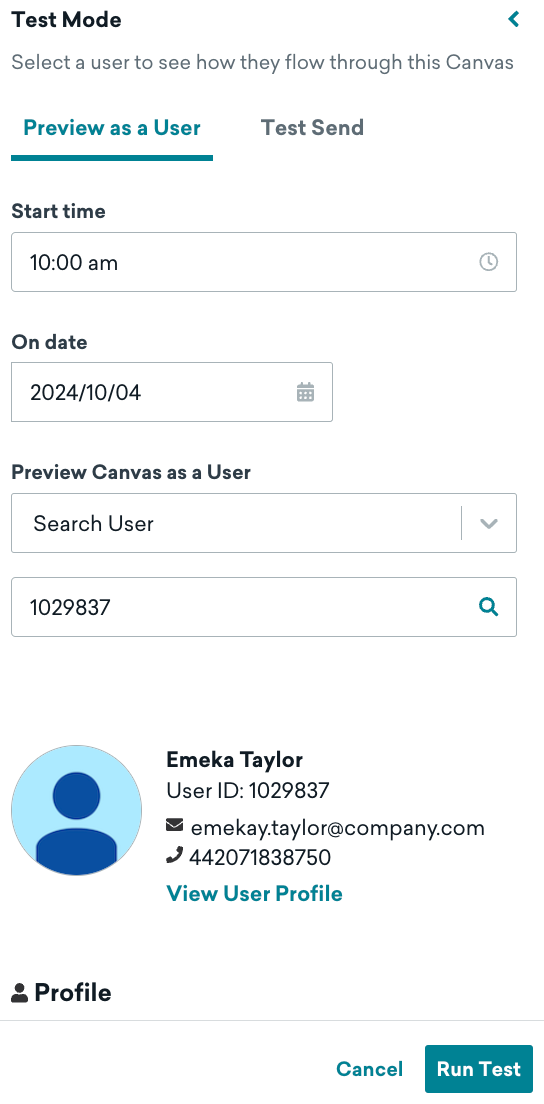 Test Mode
Select a user to see how they flow through this Canvas
Preview as a User Test Send
Start time
10:00 am
On date
2024/10/04
Preview Canvas as a User
Search User
1029837
Emeka Taylor
User ID: 1029837
emekay.taylor@company.com
442071838750
View User Profile
Profile
Cancel Run Test